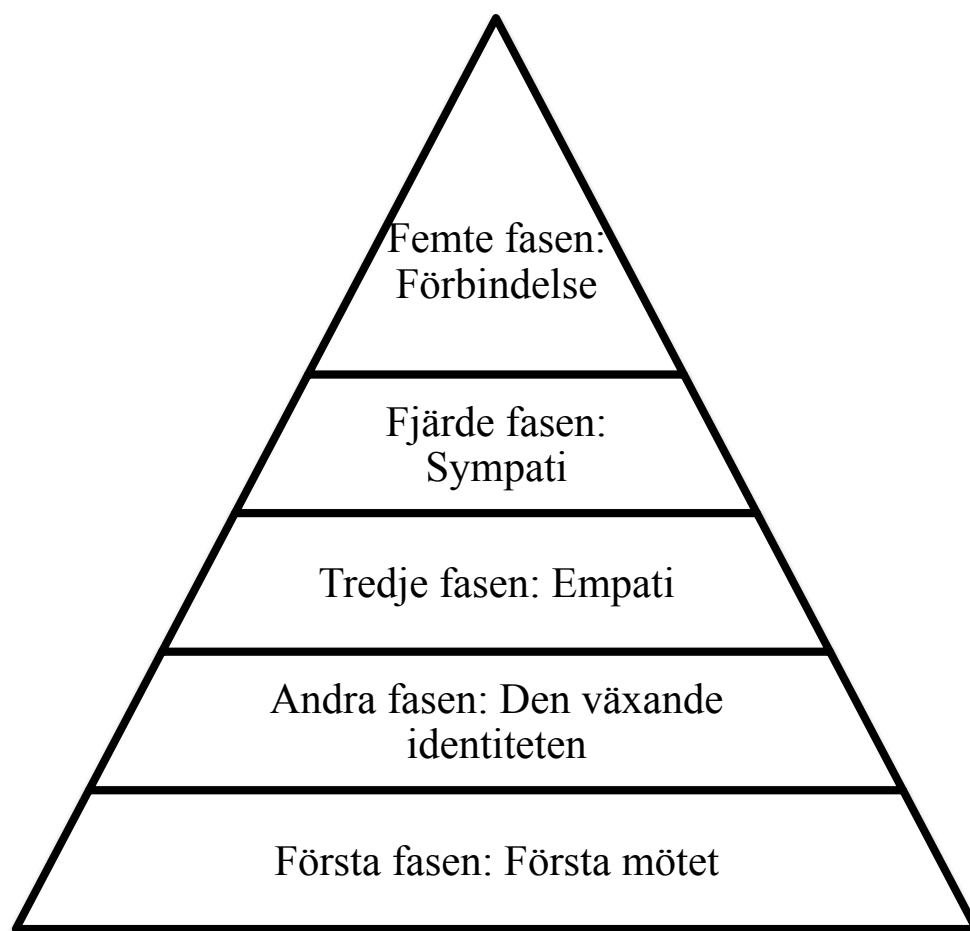 Femte fasen:
Förbindelse
Fjärde fasen:
Sympati
Tredje fasen: Empati
Andra fasen: Den växande
identiteten
Första fasen: Första mötet